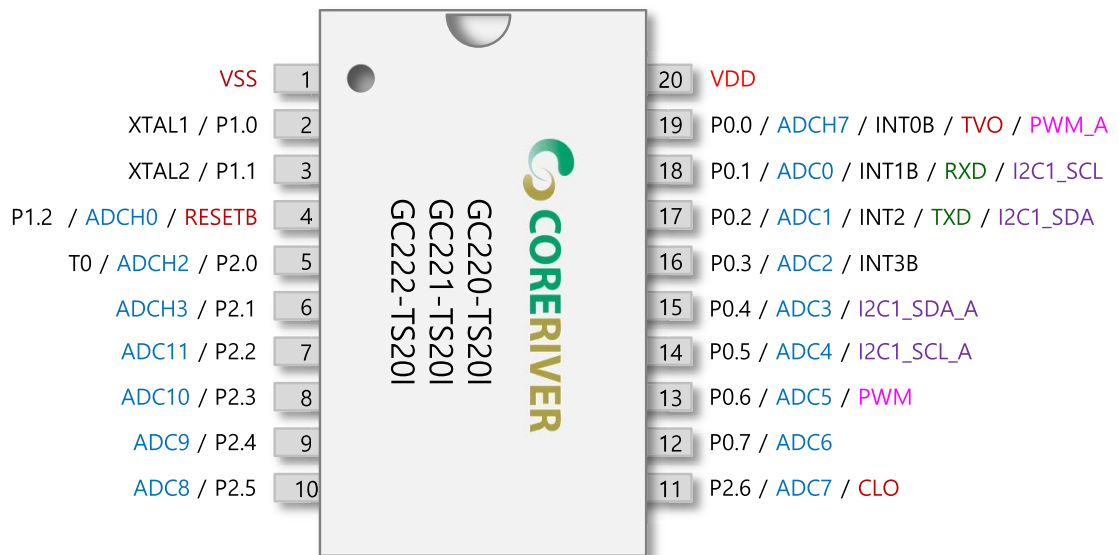 VSS 1
XTAL1 / P1.0 2
XTAL2 / P1.1 3
P1.2 / ADCH0 / RESETB 4
T0 / ADCH2 / P2.0 5
ADCH3 / P2.1 6
ADC11 / P2.2 7
ADC10 / P2.3 8
ADC9 / P2.4 9
ADC8 / P2.5 10
CORERIVER
GC220-TS20I
GC221-TS20I
GC222-TS20I
20 VDD
19 P0.0 / ADCH7 / INT0B / TVO / PWM_A
18 P0.1 / ADC0 / INT1B / RXD / I2C1_SCL
17 P0.2 / ADC1 / INT2 / TXD / I2C1_SDA
16 P0.3 / ADC2 / INT3B
15 P0.4 / ADC3 / I2C1_SDA_A
14 P0.5 / ADC4 / I2C1_SCL_A
13 P0.6 / ADC5 / PWM
12 P0.7 / ADC6
11 P2.6 / ADC7 / CLO